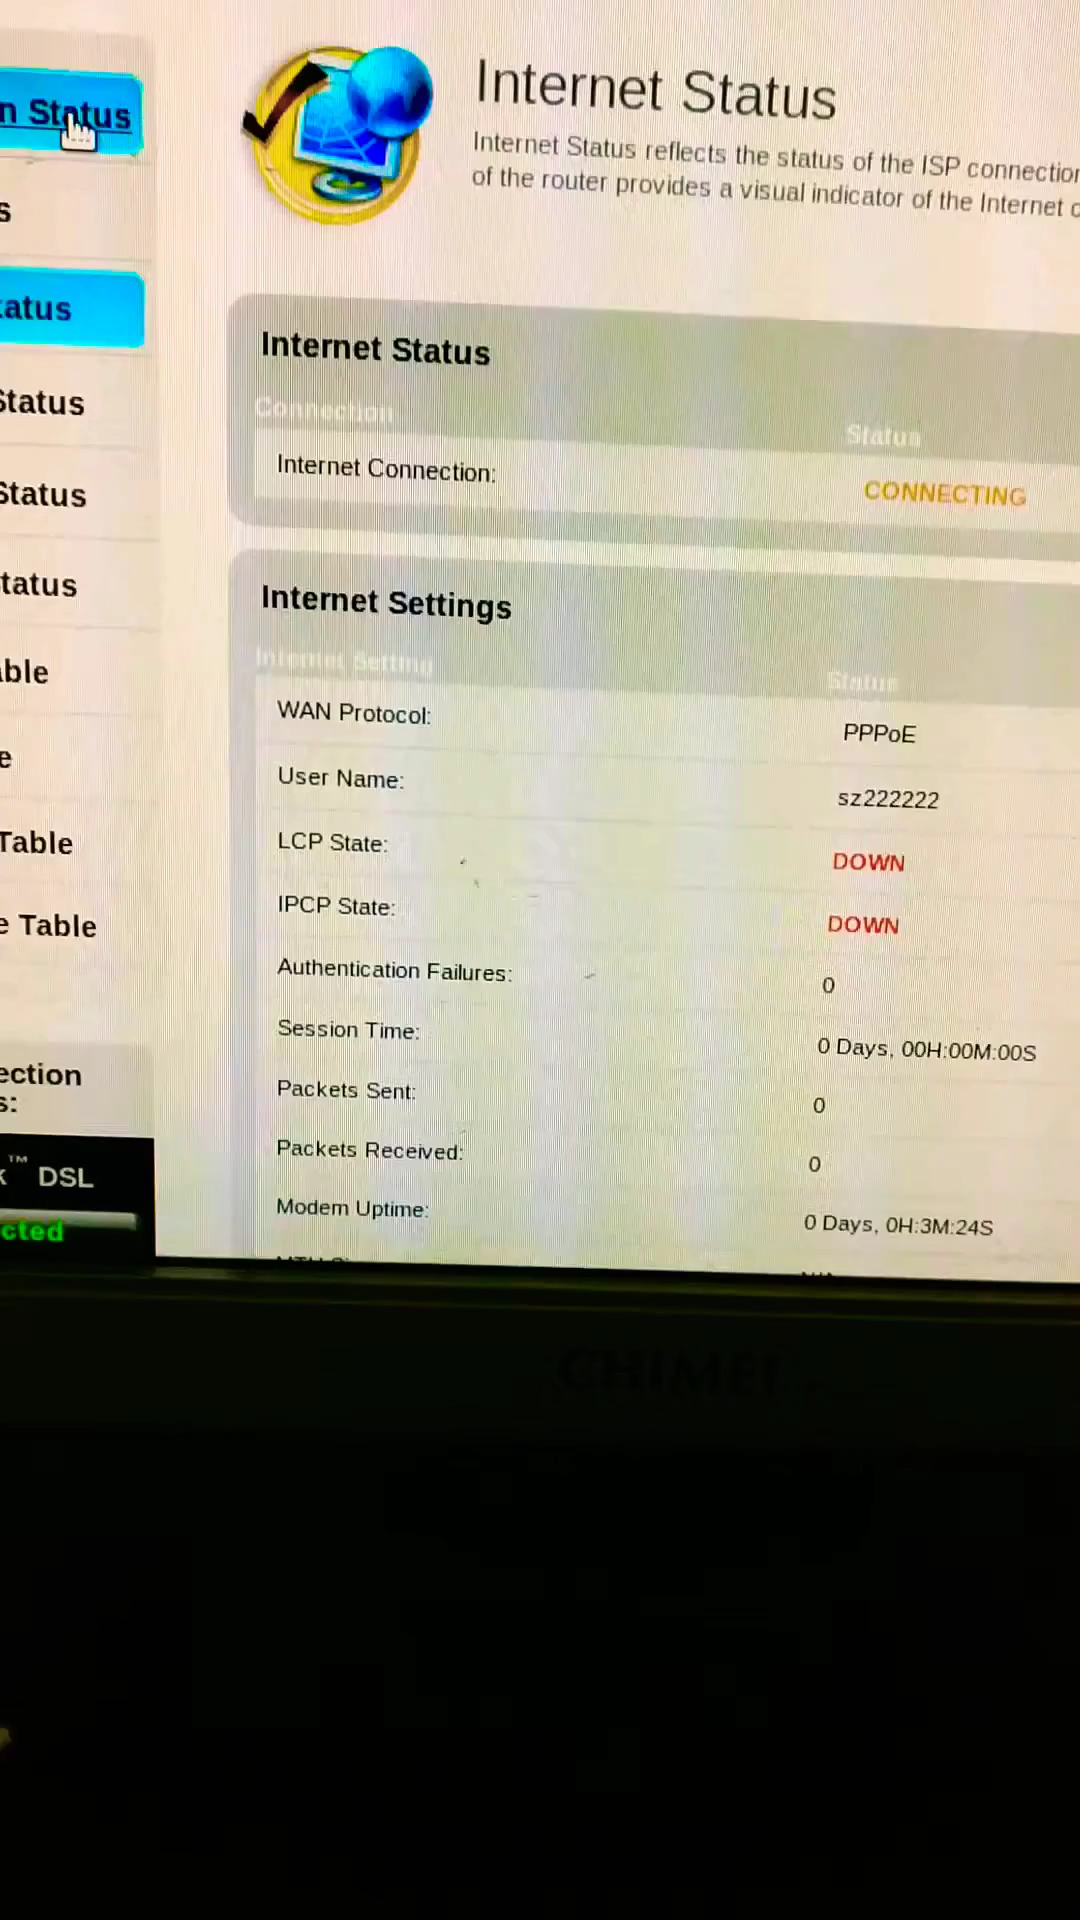 n Status
s
tatus
Status
Status
tatus
able
e
Table
e Table
ection
s:
k™ DSL
cted
Internet Status
Internet Status reflects the status of the ISP connection
of the router provides a visual indicator of the Internet c
Internet Status
Connection Status
Internet Connection: CONNECTING
Internet Settings
Internet Setting Status
WAN Protocol: PPPoE
User Name: sz222222
LCP State: DOWN
IPCP State: DOWN
Authentication Failures: 0
Session Time: 0 Days, 00H:00M:00S
Packets Sent: 0
Packets Received: 0
Modem Uptime: 0 Days, 0H:3M:24S
CHIMEI